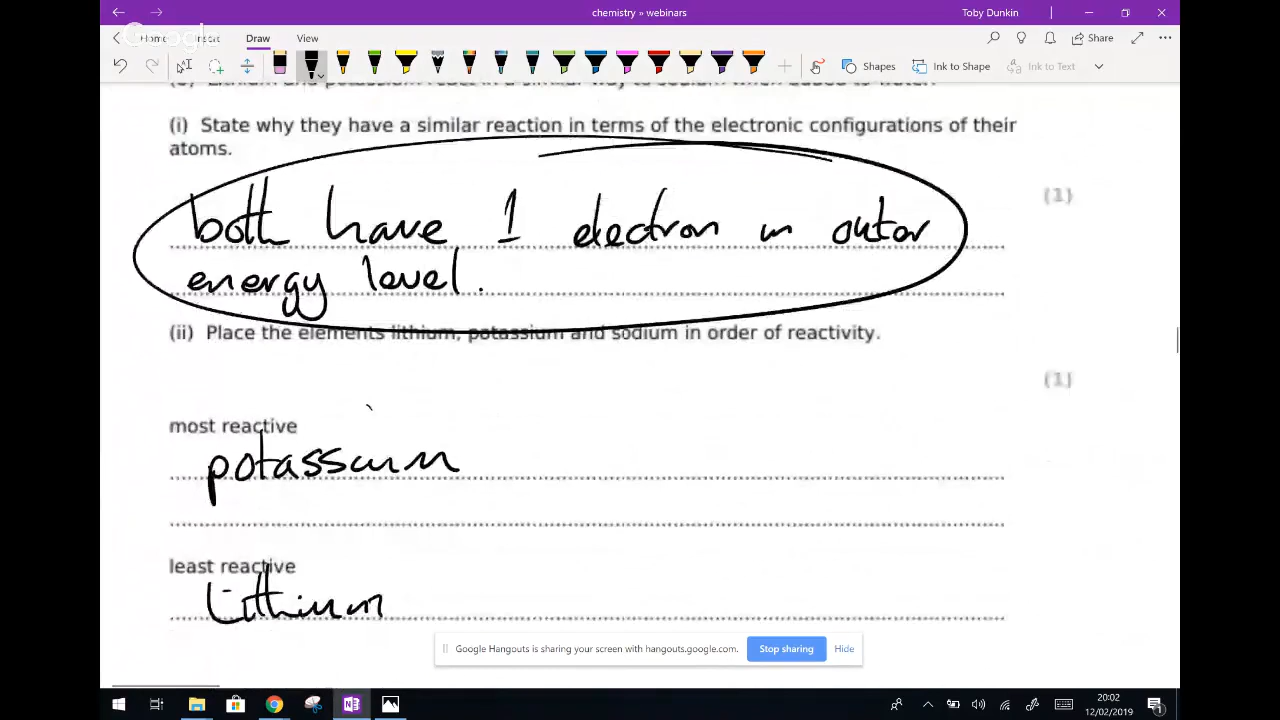 chemistry » webinars
Toby Dunkin
Google
Home Insert Draw View
Share
Shapes
Ink to Shape
Ink to Text
(i) State why they have a similar reaction in terms of the electronic configurations of their
atoms.
(1)
both have 1 electron in outer
energy level.
(ii) Place the elements lithium, potassium and sodium in order of reactivity.
(1)
most reactive
potassium
least reactive
Lithium
Google Hangouts is sharing your screen with hangouts.google.com.
Stop sharing
Hide
20:02
12/02/2019